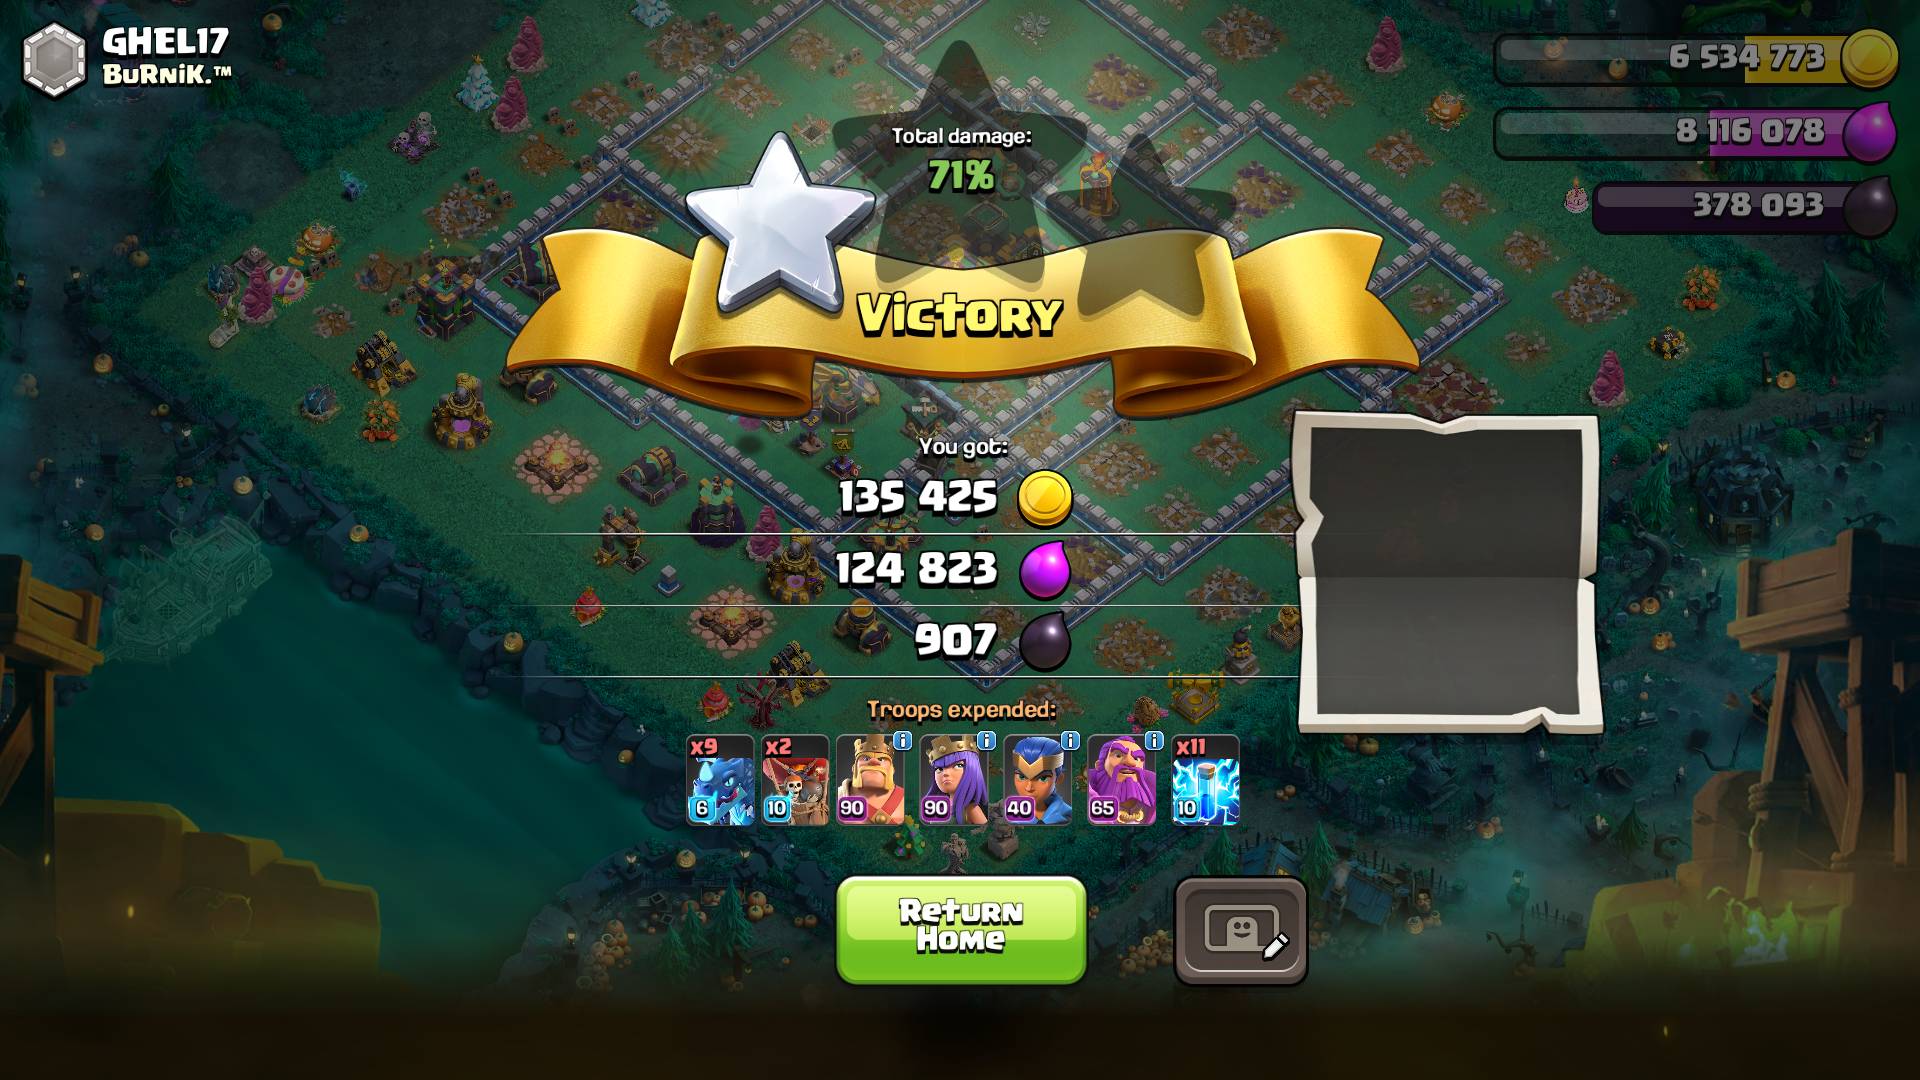 GHEL17
BuRNiK.™
6 534 773
8 116 078
378 093
Total damage:
71%
Victory
You got:
135 425
124 823
907
Troops expended:
x9 x2 x11
6 10 90 90 40 65 10
Return
Home